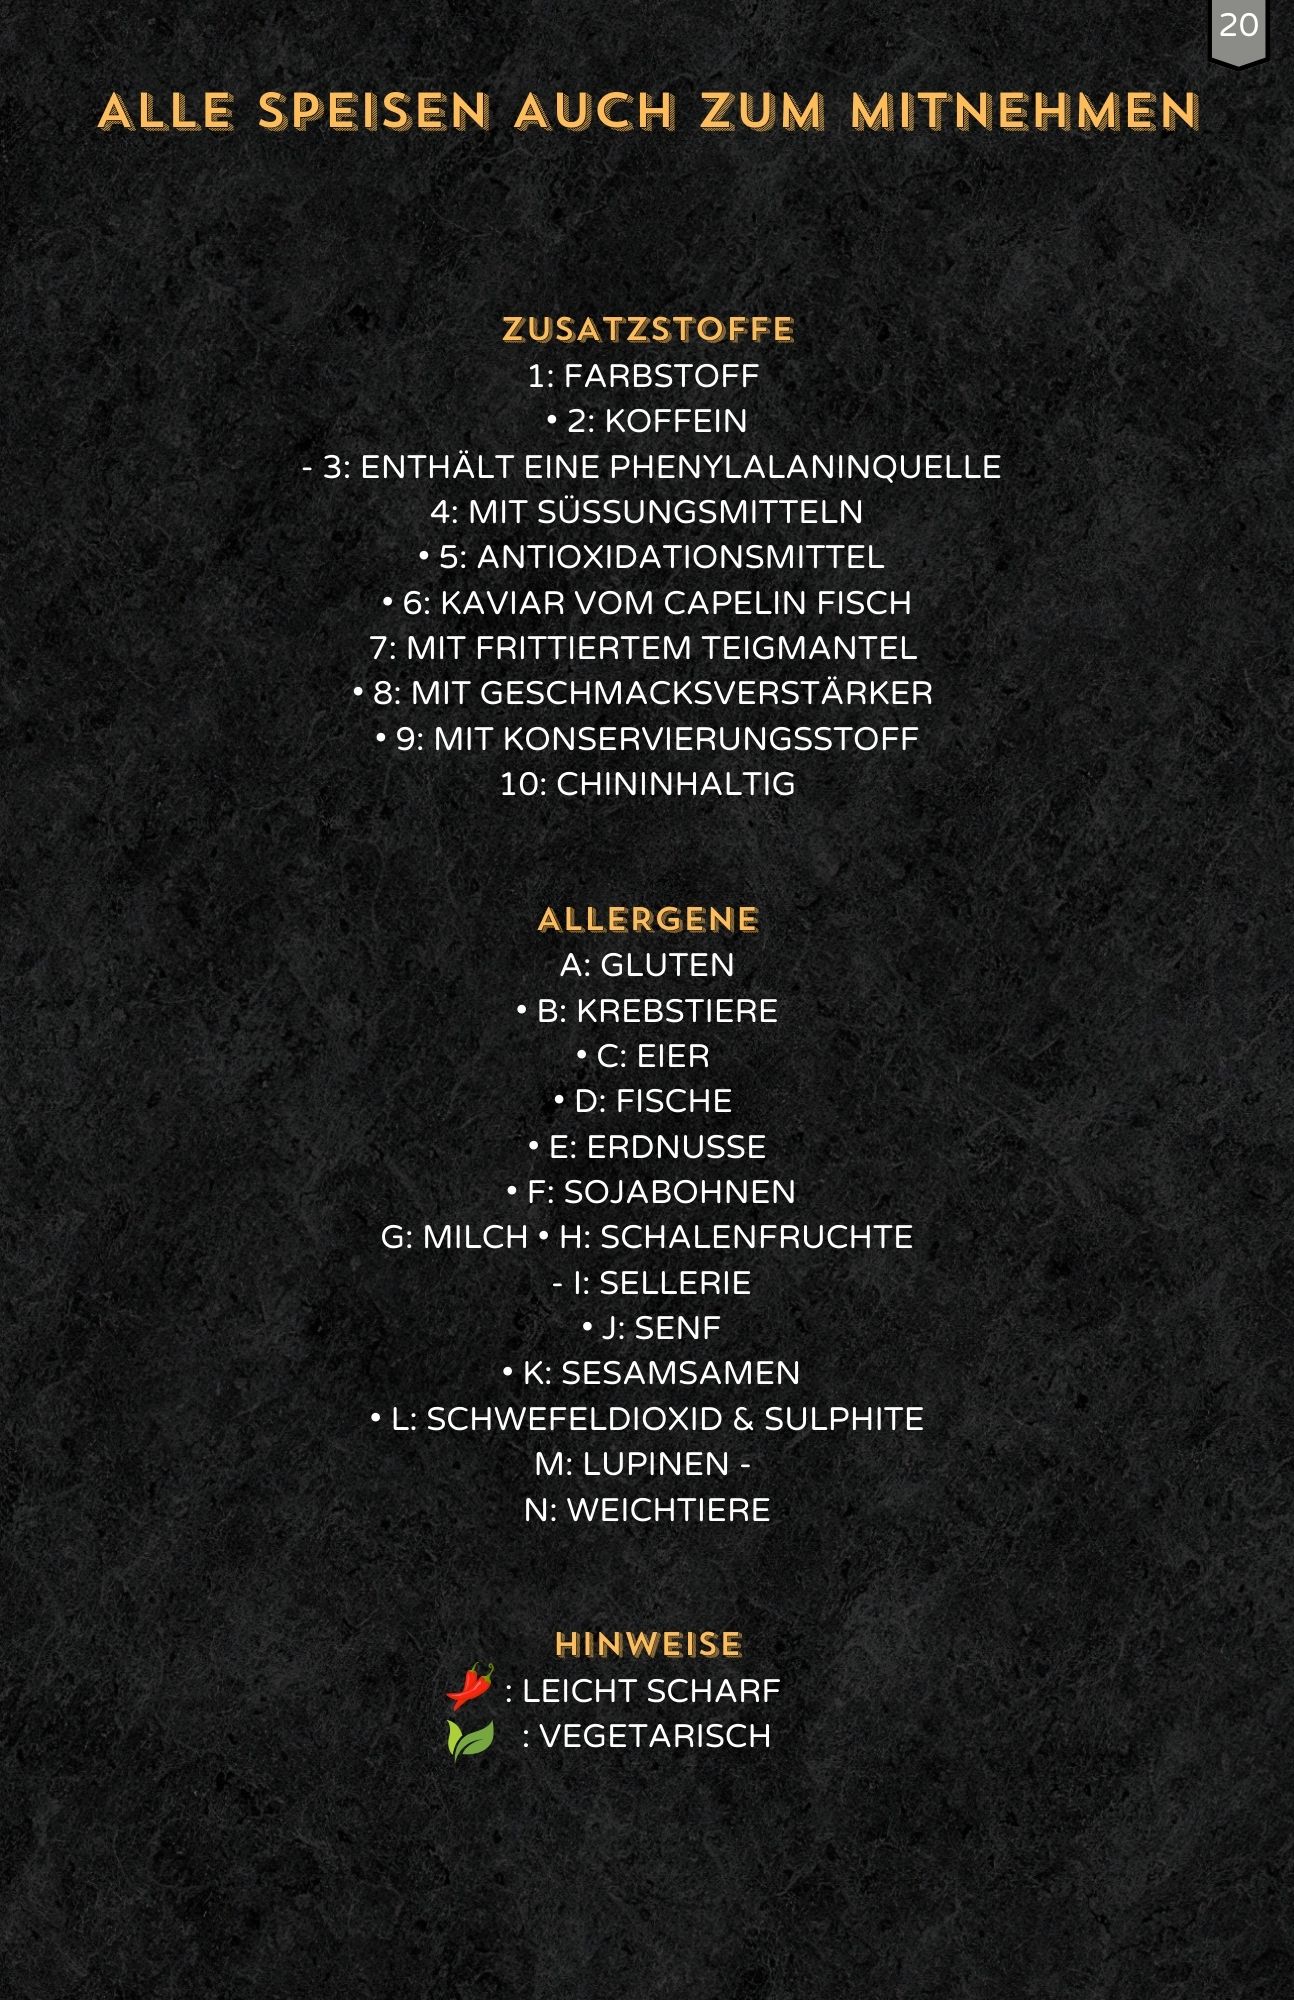 20
ALLE SPEISEN AUCH ZUM MITNEHMEN
ZUSATZSTOFFE
1: FARBSTOFF
• 2: KOFFEIN
- 3: ENTHÄLT EINE PHENYLALANINQUELLE
4: MIT SÜSSUNGSMITTELN
• 5: ANTIOXIDATIONSMITTEL
• 6: KAVIAR VOM CAPELIN FISCH
7: MIT FRITTIERTEM TEIGMANTEL
• 8: MIT GESCHMACKSVERSTÄRKER
• 9: MIT KONSERVIERUNGSSTOFF
10: CHININHALTIG
ALLERGENE
A: GLUTEN
• B: KREBSTIERE
• C: EIER
• D: FISCHE
• E: ERDNUSSE
• F: SOJABOHNEN
G: MILCH • H: SCHALENFRUCHTE
- I: SELLERIE
• J: SENF
• K: SESAMSAMEN
• L: SCHWEFELDIOXID & SULPHITE
M: LUPINEN -
N: WEICHTIERE
HINWEISE
: LEICHT SCHARF
: VEGETARISCH